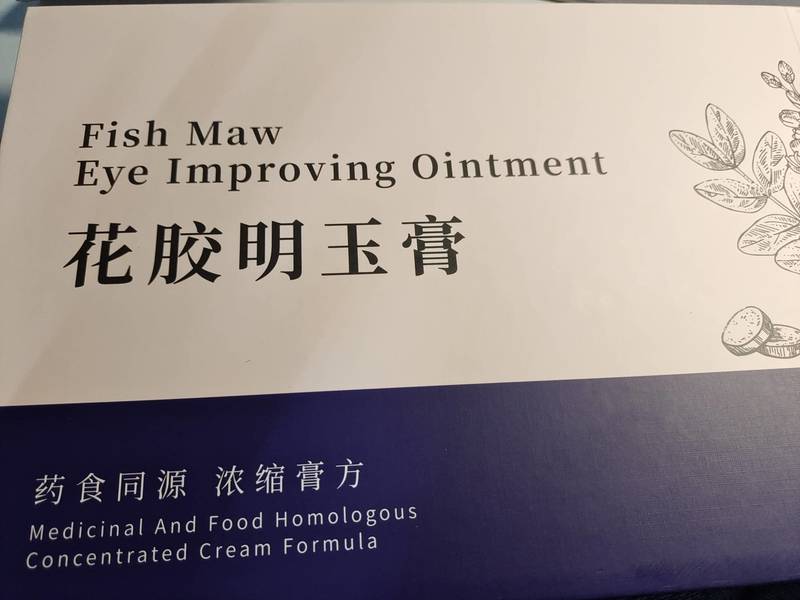 Fish Maw
Eye Improving Ointment
花胶明玉膏
药食同源 浓缩膏方
Medicinal And Food Homologous
Concentrated Cream Formula